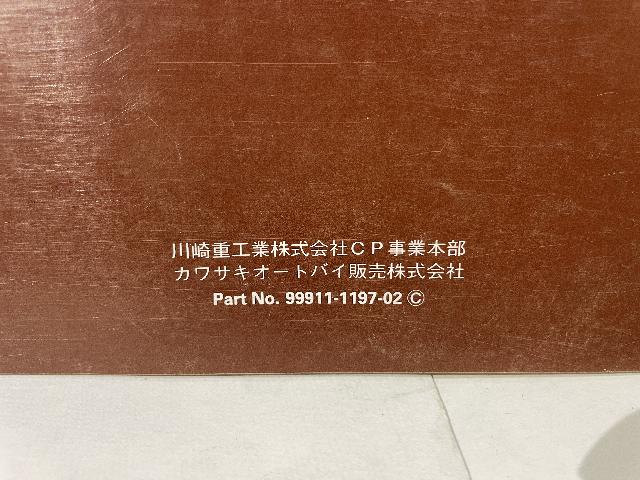 川崎重工業株式会社CP事業本部
カワサキオートバイ販売株式会社
Part No. 99911-1197-02 ©